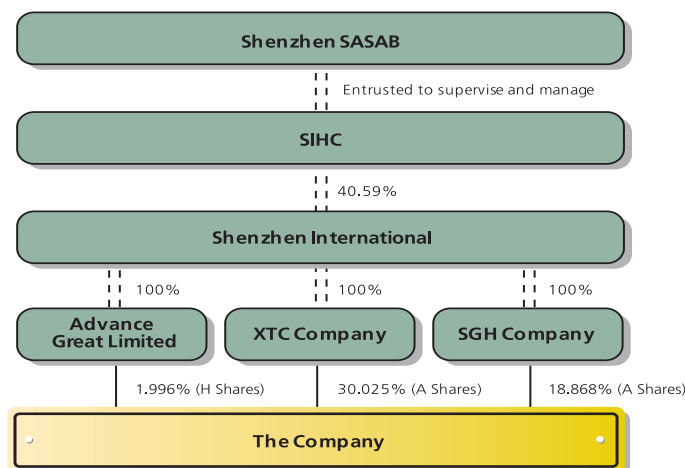 Shenzhen SASAB
Entrusted to supervise and manage
SIHC
40.59%
Shenzhen International
100%
100%
100%
Advance
Great Limited
XTC Company
SGH Company
1.996% (H Shares)
30.025% (A Shares)
18.868% (A Shares)
The Company